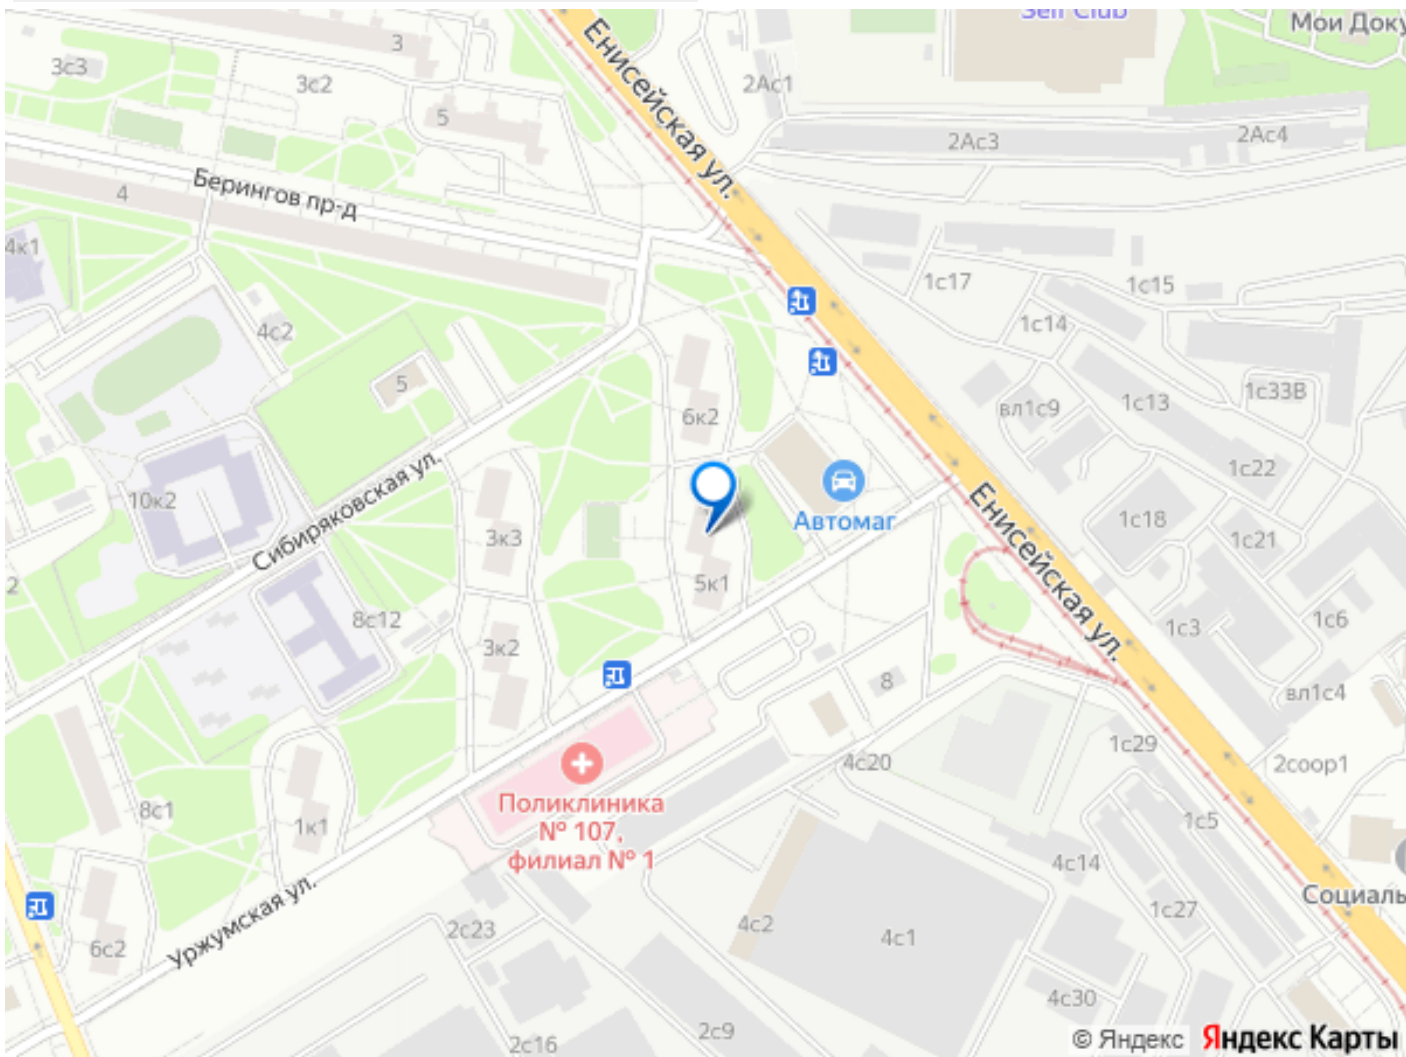 Self Club
Мои Доку
Енисейская ул.
3
3с3
3с2
2Ас1
5
2Ас3
2Ас4
Берингов пр-д
4
4к1
1с17
1с15
4с2
1с14
5
6к2
вл1с9
1с13
1с33В
Сибиряковская ул.
10к2
1с22
Автомаг
Енисейская ул.
1с18
3к3
1с21
5к1
2
8с12
1с6
1с3
3к2
8
вл1с4
1с29
4с20
2соор1
Поликлиника
№ 107,
филиал № 1
8с1
1к1
1с5
4с14
Социаль
Уржумская ул.
1с27
2с23
4с2
4с1
6с2
4с30
2с9
2с16
© Яндекс Яндекс Карты